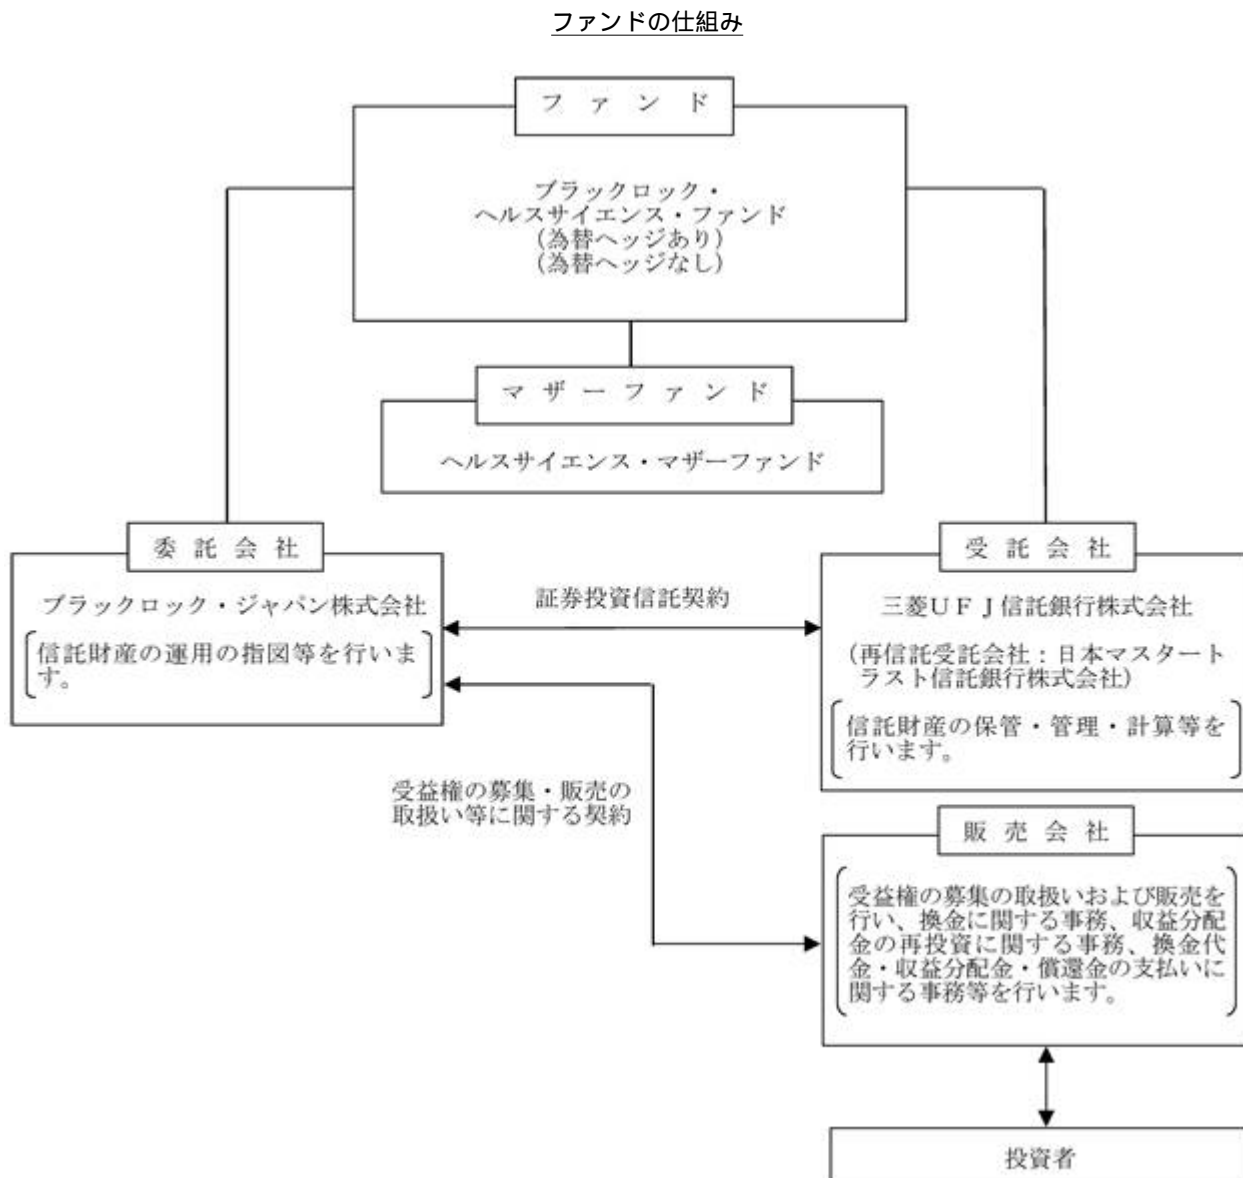 ファンドの仕組み
ファンド
ブラックロック・
ヘルスサイエンス・ファンド
（為替ヘッジあり）
（為替ヘッジなし）
マザーファンド
ヘルスサイエンス・マザーファンド
委託会社
ブラックロック・ジャパン株式会社
信託財産の運用の指図等を行いま
す。
証券投資信託契約
受託会社
三菱ＵＦＪ信託銀行株式会社
（再信託受託会社：日本マスタート
ラスト信託銀行株式会社）
信託財産の保管・管理・計算等を
行います。
受益権の募集・販売の
取扱い等に関する契約
販売会社
受益権の募集の取扱いおよび販売を
行い、換金に関する事務、収益分配
金の再投資に関する事務、換金代
金・収益分配金・償還金の支払いに
関する事務等を行います。
投資者